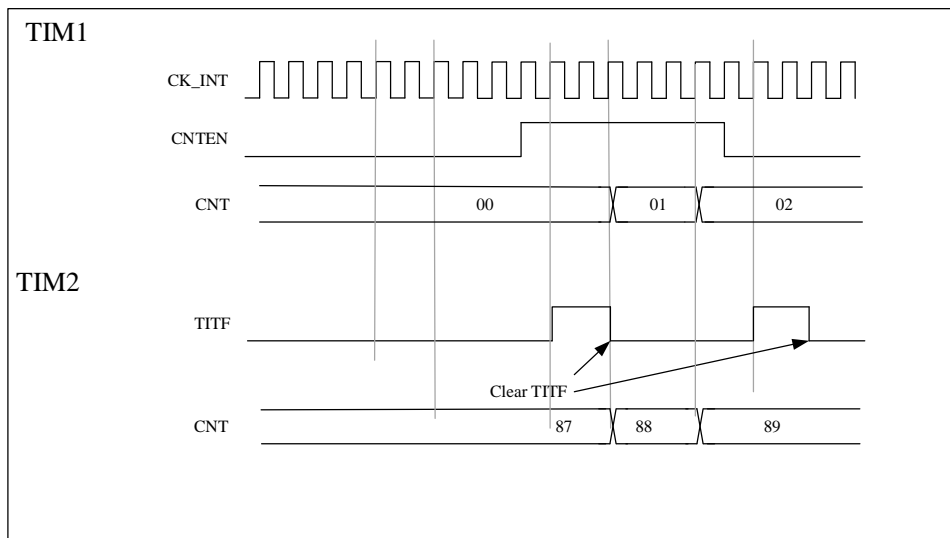 TIM1
CK_INT
CNTEN
CNT
00
01
02
TIM2
TITF
Clear TITF
CNT
87
88
89